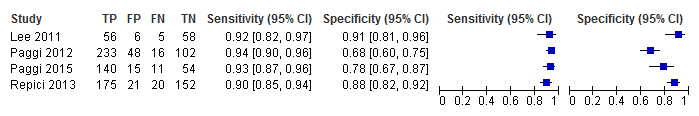 Study TP FP FN TN Sensitivity (95% CI) Specificity (95% CI) Sensitivity (95% CI) Specificity (95% CI)
Lee 2011 56 6 5 58 0.92 [0.82, 0.97] 0.91 [0.81, 0.96]
Paggi 2012 233 48 16 102 0.94 [0.90, 0.96] 0.68 [0.60, 0.75]
Paggi 2015 140 15 11 54 0.93 [0.87, 0.96] 0.78 [0.67, 0.87]
Repici 2013 175 21 20 152 0.90 [0.85, 0.94] 0.88 [0.82, 0.92]
0 0.2 0.4 0.6 0.8 1 0 0.2 0.4 0.6 0.8 1